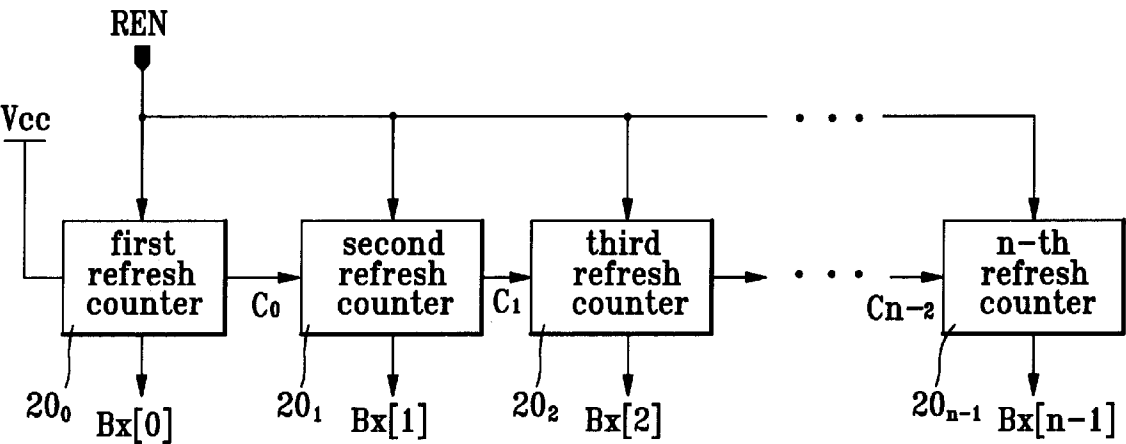 REN
Vcc
. . .
first
refresh
counter
second
refresh
counter
third
refresh
counter
n-th
refresh
counter
C0
C1
. . .
Cn-2
200
Bx[0]
201
Bx[1]
202
Bx[2]
20n-1
Bx[n-1]